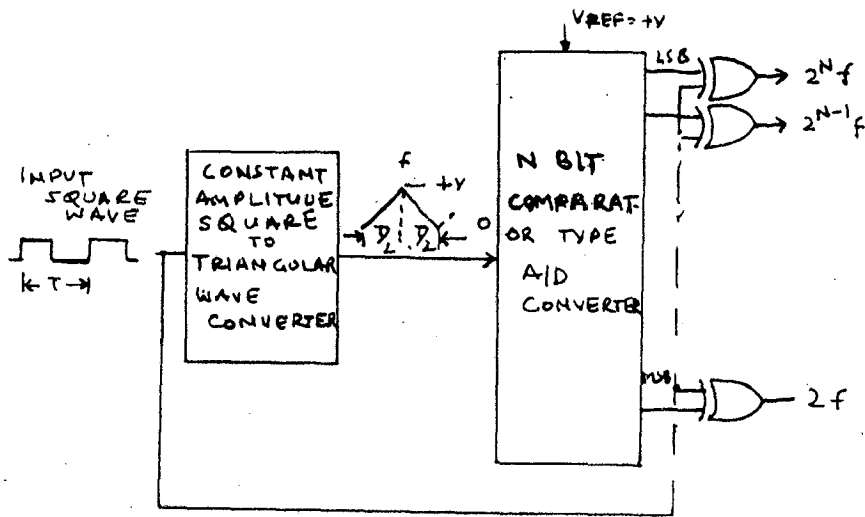 VREF=+V
LSB
2^N f
2^{N-1} f
INPUT
SQUARE
WAVE
T
CONSTANT
AMPLITUDE
SQUARE
TO
TRIANGULAR
WAVE
CONVERTER
f
+V
0
N BIT
COMPARAT-
OR TYPE
A/D
CONVERTER
MSB
2f